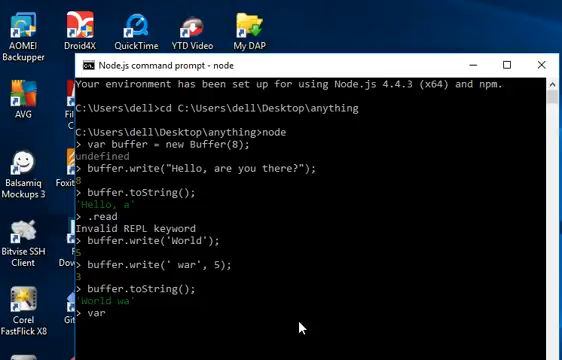 AOMEI
Backupper
Droid4X
QuickTime
YTD Video
My DAP
Node.js command prompt - node
Your environment has been set up for using Node.js 4.4.3 (x64) and npm.
C:\Users\dell>cd C:\Users\dell\Desktop\anything
C:\Users\dell\Desktop\anything>node
> var buffer = new Buffer(8);
undefined
> buffer.write("Hello, are you there?");
8
> buffer.toString();
'Hello, a'
> .read
Invalid REPL keyword
> buffer.write('World');
5
> buffer.write(' war', 5);
3
> buffer.toString();
'World wa'
> var
AVG
Fil
C
Balsamiq
Mockups 3
Foxit
Bitvise SSH
Client
F
Dow
Corel
FastFlick X8
Git